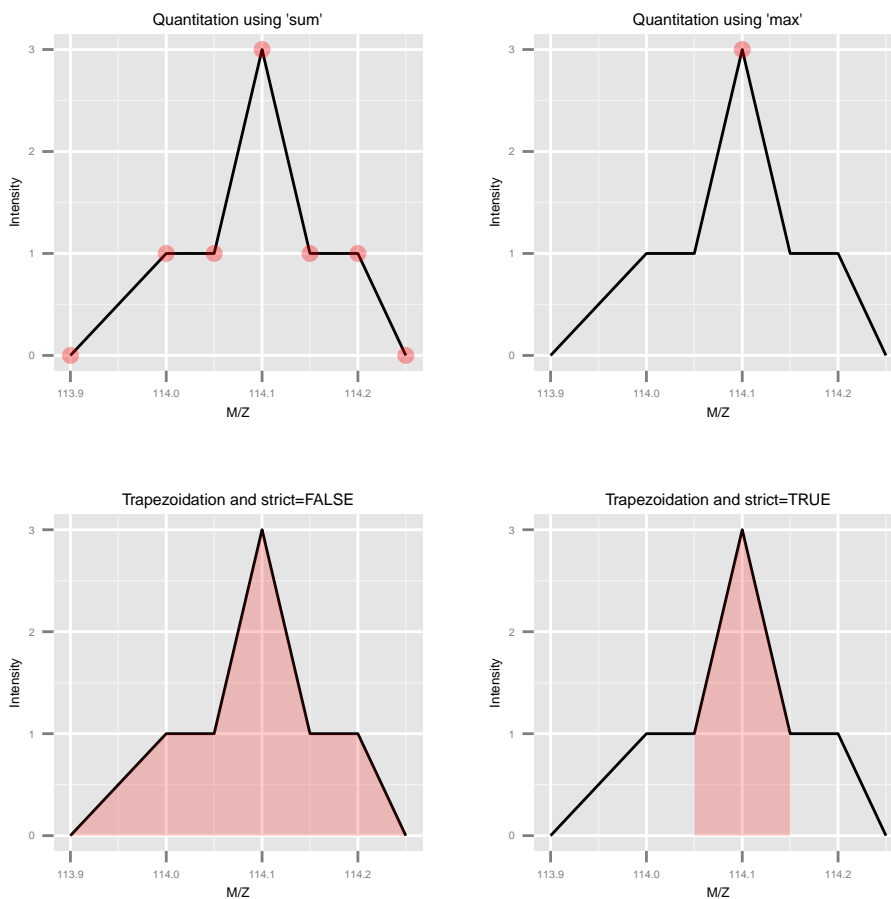 Quantitation using 'sum'
Intensity
3
2
1
0
113.9 114.0 114.1 114.2
M/Z
Quantitation using 'max'
Intensity
3
2
1
0
113.9 114.0 114.1 114.2
M/Z
Trapezoidation and strict=FALSE
Intensity
3
2
1
0
113.9 114.0 114.1 114.2
M/Z
Trapezoidation and strict=TRUE
Intensity
3
2
1
0
113.9 114.0 114.1 114.2
M/Z